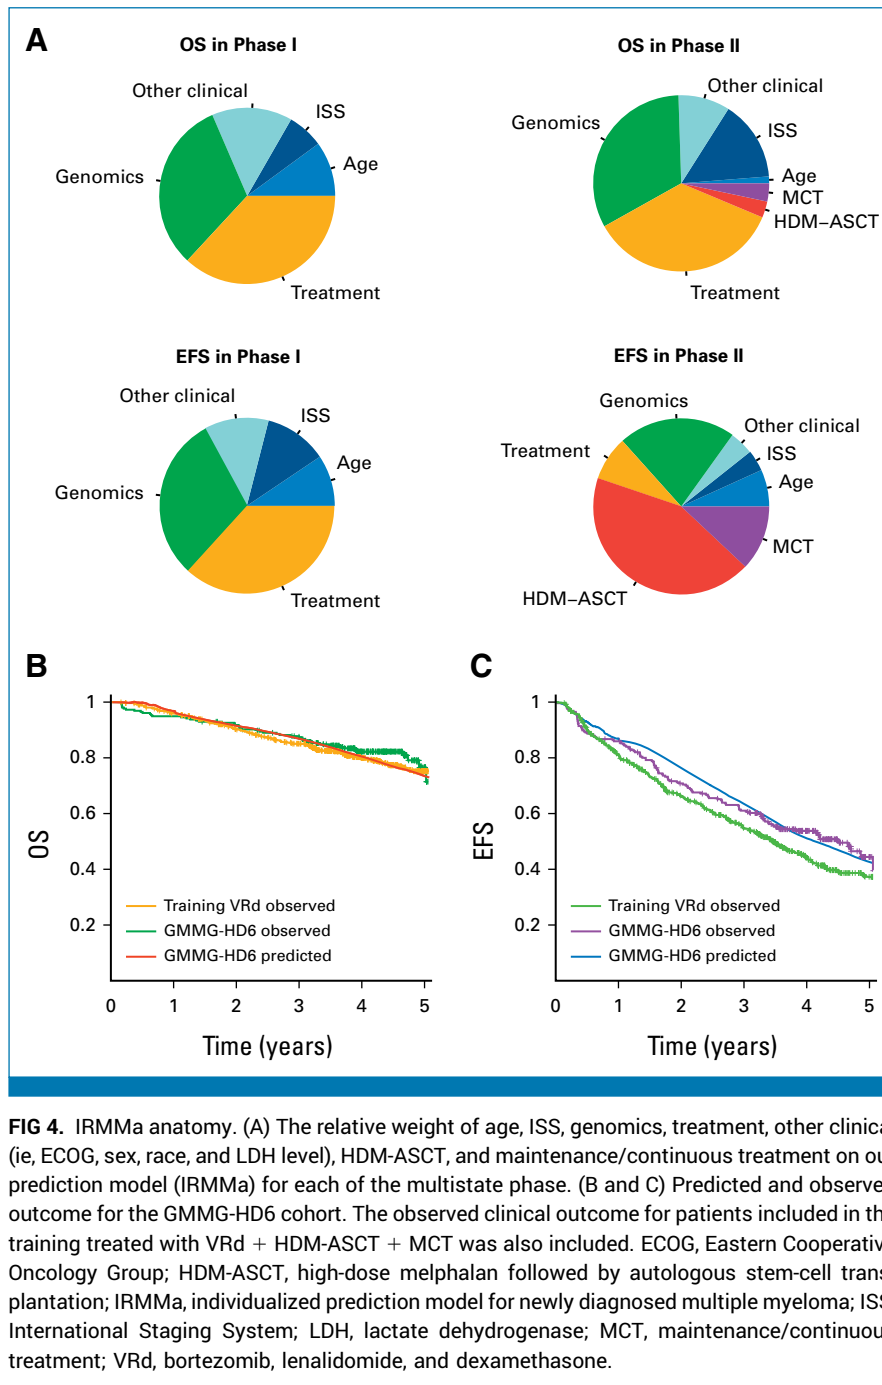 A
OS in Phase I
Other clinical
ISS
Age
Genomics
Treatment
OS in Phase II
Other clinical
Genomics
ISS
Age
MCT
HDM–ASCT
Treatment
EFS in Phase I
Other clinical
ISS
Age
Genomics
Treatment
EFS in Phase II
Genomics
Other clinical
Treatment
ISS
Age
MCT
HDM–ASCT
B
1
0.8
0.6
0.4
0.2
OS
Training VRd observed
GMMG-HD6 observed
GMMG-HD6 predicted
0 1 2 3 4 5
Time (years)
C
1
0.8
0.6
0.4
0.2
EFS
Training VRd observed
GMMG-HD6 observed
GMMG-HD6 predicted
0 1 2 3 4 5
Time (years)
FIG 4. IRMMa anatomy. (A) The relative weight of age, ISS, genomics, treatment, other clinica
(ie, ECOG, sex, race, and LDH level), HDM-ASCT, and maintenance/continuous treatment on ou
prediction model (IRMMa) for each of the multistate phase. (B and C) Predicted and observe
outcome for the GMMG-HD6 cohort. The observed clinical outcome for patients included in th
training treated with VRd + HDM-ASCT + MCT was also included. ECOG, Eastern Cooperativ
Oncology Group; HDM-ASCT, high-dose melphalan followed by autologous stem-cell trans
plantation; IRMMa, individualized prediction model for newly diagnosed multiple myeloma; ISS
International Staging System; LDH, lactate dehydrogenase; MCT, maintenance/continuou
treatment; VRd, bortezomib, lenalidomide, and dexamethasone.